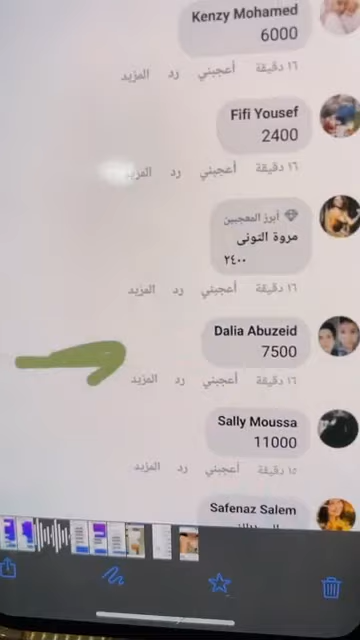 Kenzy Mohamed
6000
١٦ دقيقة أعجبني رد المزيد
Fifi Yousef
2400
١٦ دقيقة أعجبني رد المزيد
أبرز المعجبين
مروة التونى
٢٤٠٠
١٦ دقيقة أعجبني رد المزيد
Dalia Abuzeid
7500
١٦ دقيقة أعجبني رد المزيد
Sally Moussa
11000
١٥ دقيقة أعجبني رد المزيد
Safenaz Salem